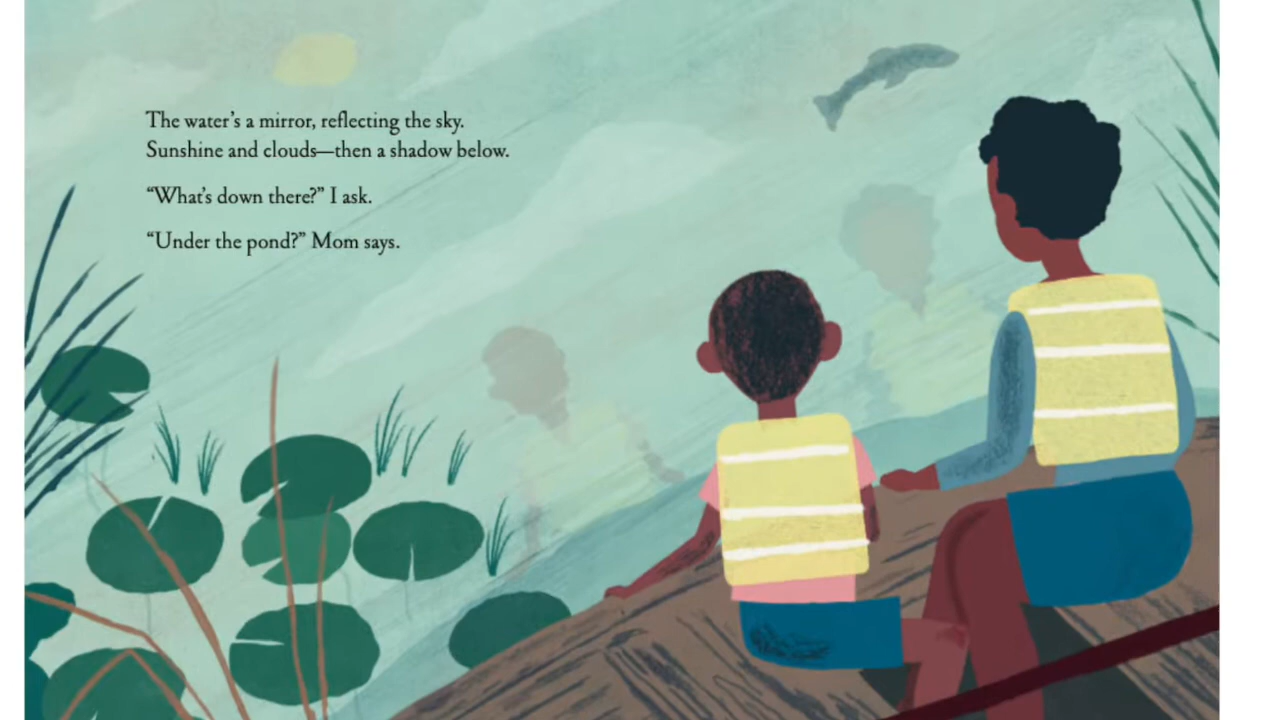 The water’s a mirror, reflecting the sky.
Sunshine and clouds—then a shadow below.
“What’s down there?” I ask.
“Under the pond?” Mom says.